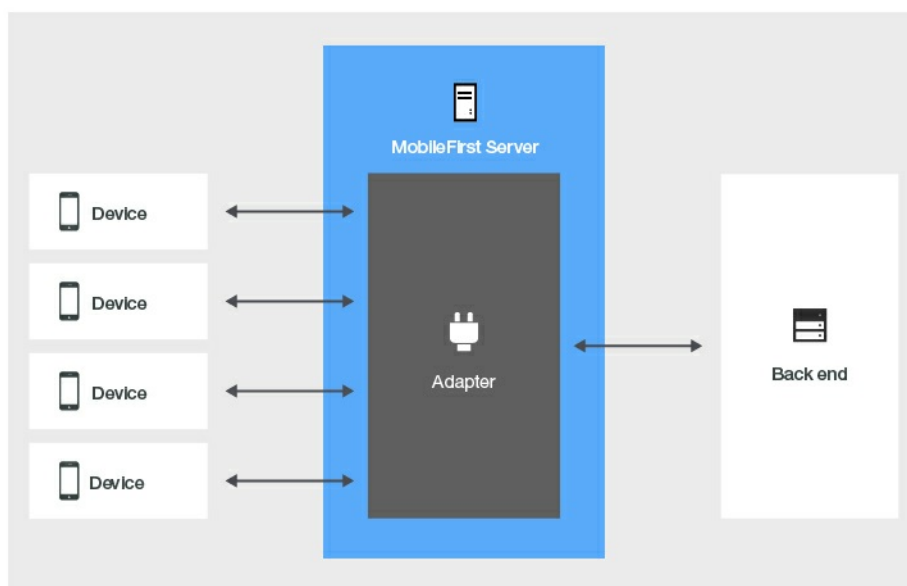 MobileFirst Server
Device
Device
Device
Device
Adapter
Back end